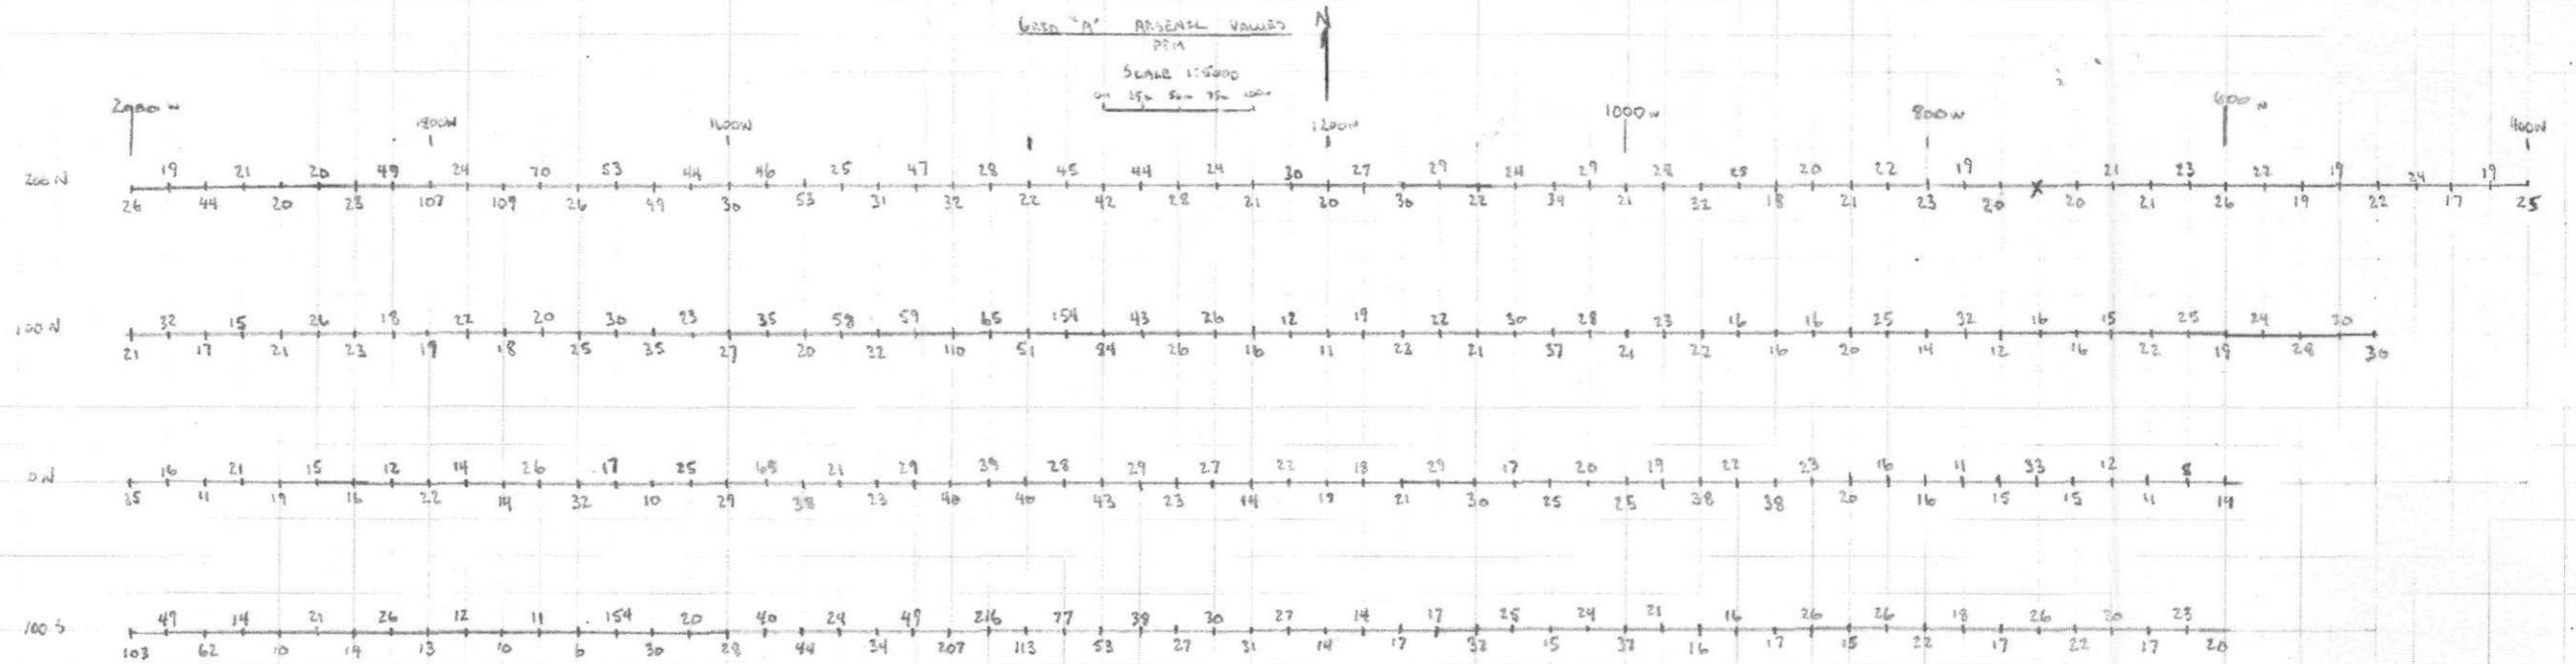 GRID "A" ARSENIC VALUES N
PPM
SCALE 1:5000
0m 25m 50m 75m 100m
2000W 1800W 1600W 1200W 1000W 800W 600W 400W
200N 19 21 20 49 24 70 53 44 46 25 47 28 45 44 24 30 27 29 24 29 28 25 20 22 19 21 23 22 19 24 19
26 44 20 23 107 109 26 49 30 53 31 32 22 42 28 21 20 30 22 34 21 32 18 21 23 20 X 20 21 26 19 22 17 25
100N 32 15 26 18 22 20 30 23 35 58 59 65 154 43 26 12 19 22 30 28 23 16 16 25 32 16 15 25 24 20
21 17 21 23 19 18 25 35 27 20 22 110 51 84 26 16 11 23 21 37 21 22 16 20 14 12 16 22 19 28 30
0N 16 21 15 12 14 26 17 25 68 21 29 39 28 29 27 22 18 29 17 20 19 22 23 16 11 33 12 8
35 11 19 16 22 14 32 10 29 38 23 40 40 43 23 14 19 21 30 25 25 38 38 20 16 15 15 11 14
100S 49 14 21 26 12 11 154 20 40 24 49 216 77 38 30 27 14 17 25 24 21 16 26 26 18 26 20 23
103 62 10 14 13 10 6 30 28 44 34 207 113 53 27 31 14 17 32 15 37 16 17 15 22 17 22 17 20